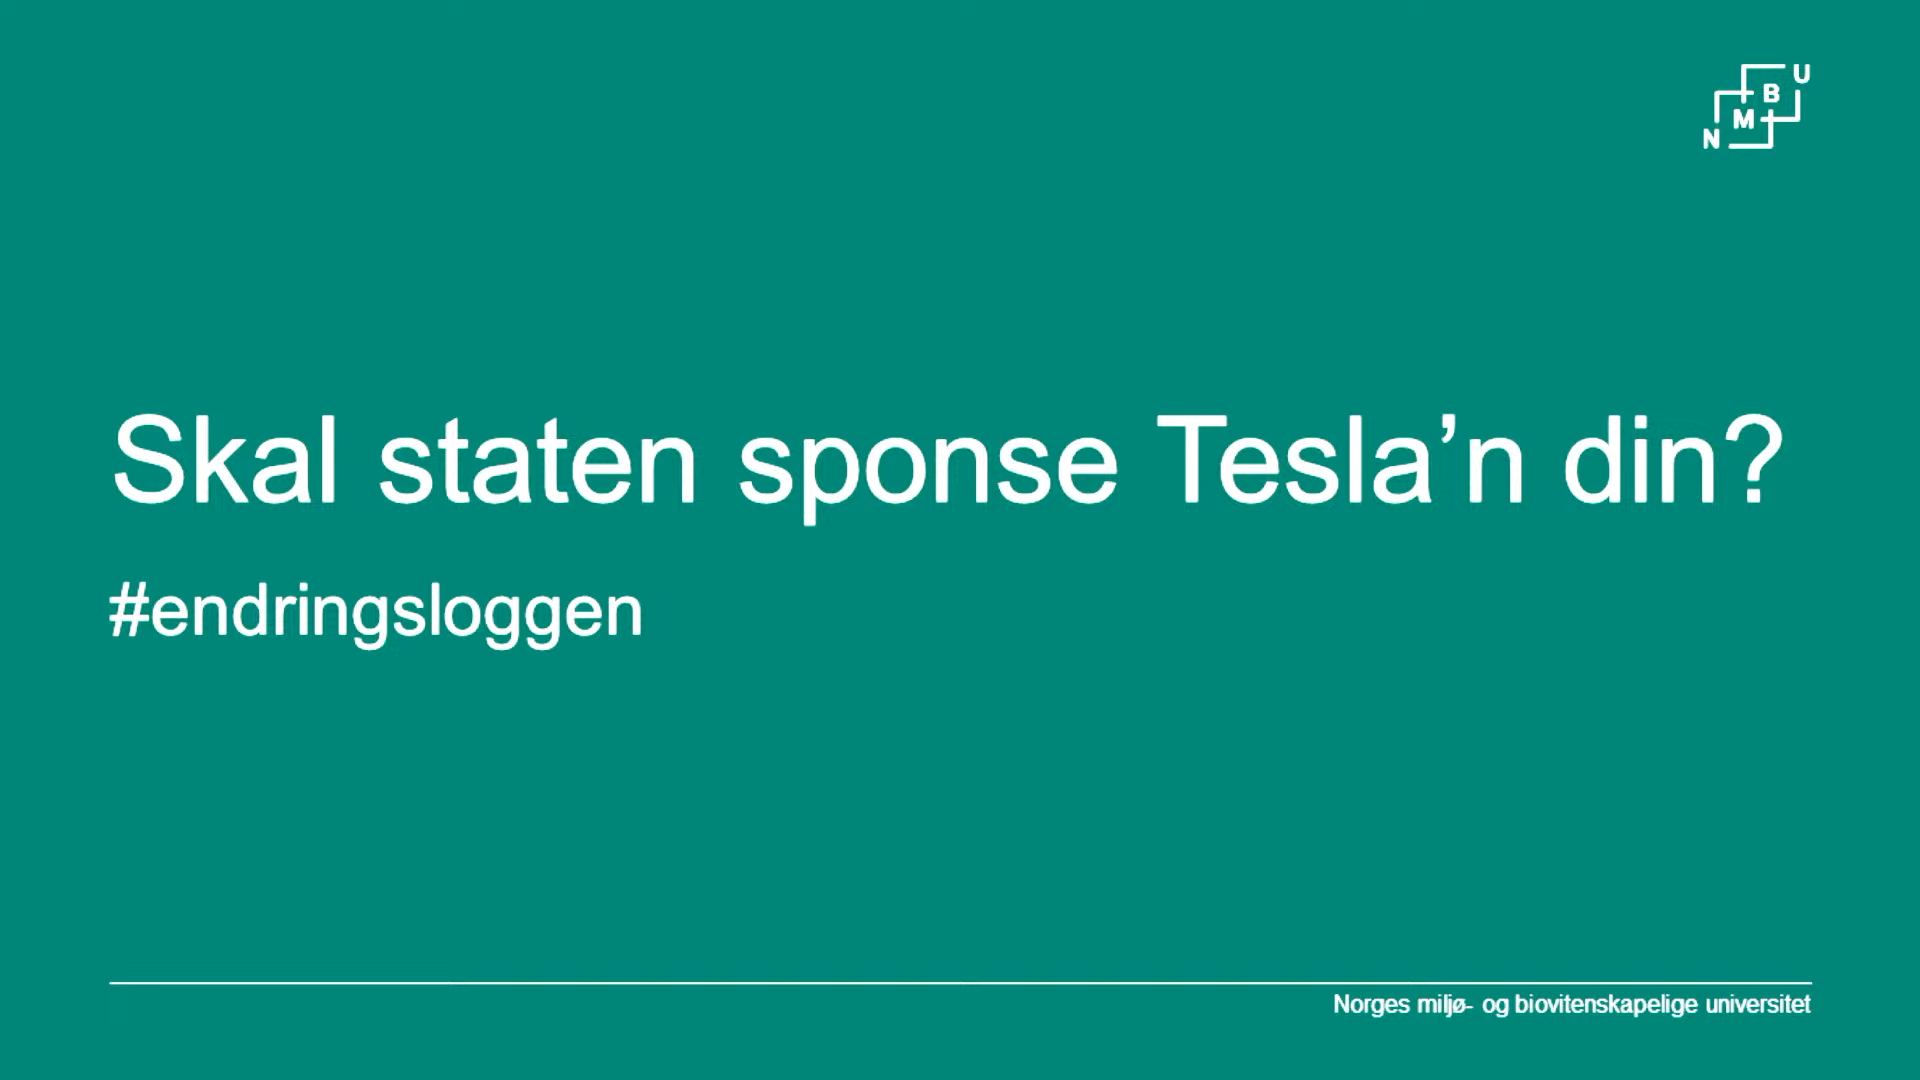 NMBU
Skal staten sponse Tesla’n din?
#endringsloggen
Norges miljø- og biovitenskapelige universitet